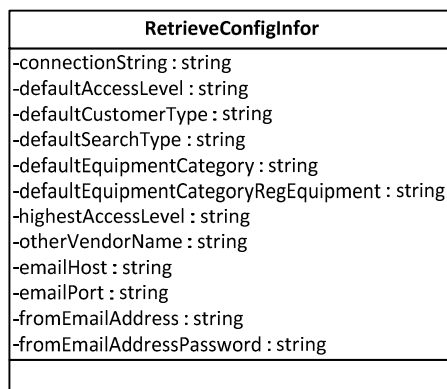 RetrieveConfigInfor
-connectionString : string
-defaultAccessLevel : string
-defaultCustomerType : string
-defaultSearchType : string
-defaultEquipmentCategory : string
-defaultEquipmentCategoryRegEquipment : string
-highestAccessLevel : string
-otherVendorName : string
-emailHost : string
-emailPort : string
-fromEmailAddress : string
-fromEmailAddressPassword : string